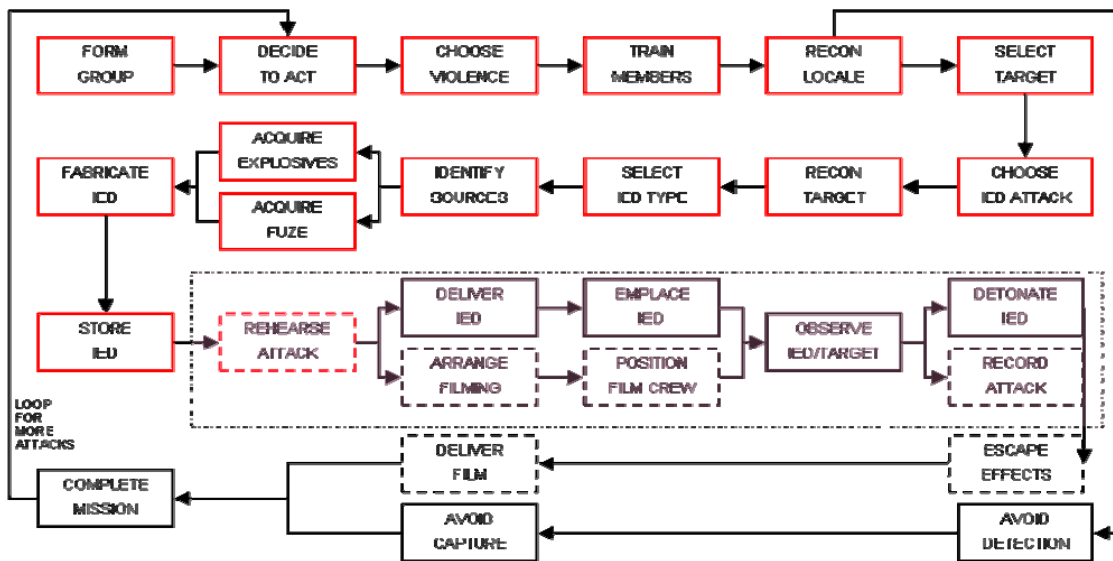 FORM
GROUP
DECIDE
TO ACT
CHOOSE
VIOLENCE
TRAIN
MEMBERS
RECON
LOCALE
SELECT
TARGET
FABRICATE
IED
ACQUIRE
EXPLOSIVES
ACQUIRE
FUZE
IDENTIFY
SOURCES
SELECT
IED TYPE
RECON
TARGET
CHOOSE
IED ATTACK
STORE
IED
REHEARSE
ATTACK
DELIVER
IED
ARRANGE
FILMING
EMPLACE
IED
POSITION
FILM CREW
OBSERVE
IED/TARGET
DETONATE
IED
RECORD
ATTACK
LOOP
FOR
MORE
ATTACKS
COMPLETE
MISSION
DELIVER
FILM
AVOID
CAPTURE
ESCAPE
EFFECTS
AVOID
DETECTION